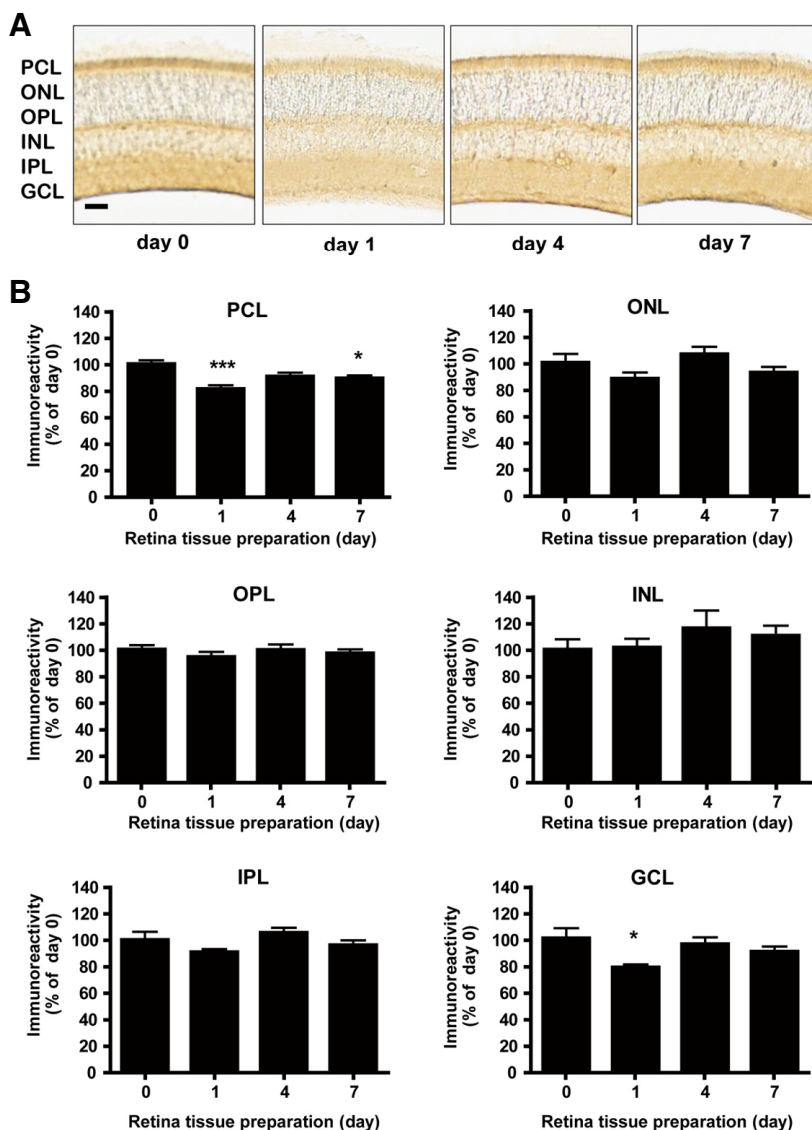 A
PCL
ONL
OPL
INL
IPL
GCL
day 0
day 1
day 4
day 7
B
PCL
Immunoreactivity
(% of day 0)
140
120
100
80
60
40
20
0
***
*
0 1 4 7
Retina tissue preparation (day)
ONL
Immunoreactivity
(% of day 0)
140
120
100
80
60
40
20
0
0 1 4 7
Retina tissue preparation (day)
OPL
Immunoreactivity
(% of day 0)
140
120
100
80
60
40
20
0
0 1 4 7
Retina tissue preparation (day)
INL
Immunoreactivity
(% of day 0)
140
120
100
80
60
40
20
0
0 1 4 7
Retina tissue preparation (day)
IPL
Immunoreactivity
(% of day 0)
140
120
100
80
60
40
20
0
0 1 4 7
Retina tissue preparation (day)
GCL
Immunoreactivity
(% of day 0)
140
120
100
80
60
40
20
0
*
0 1 4 7
Retina tissue preparation (day)